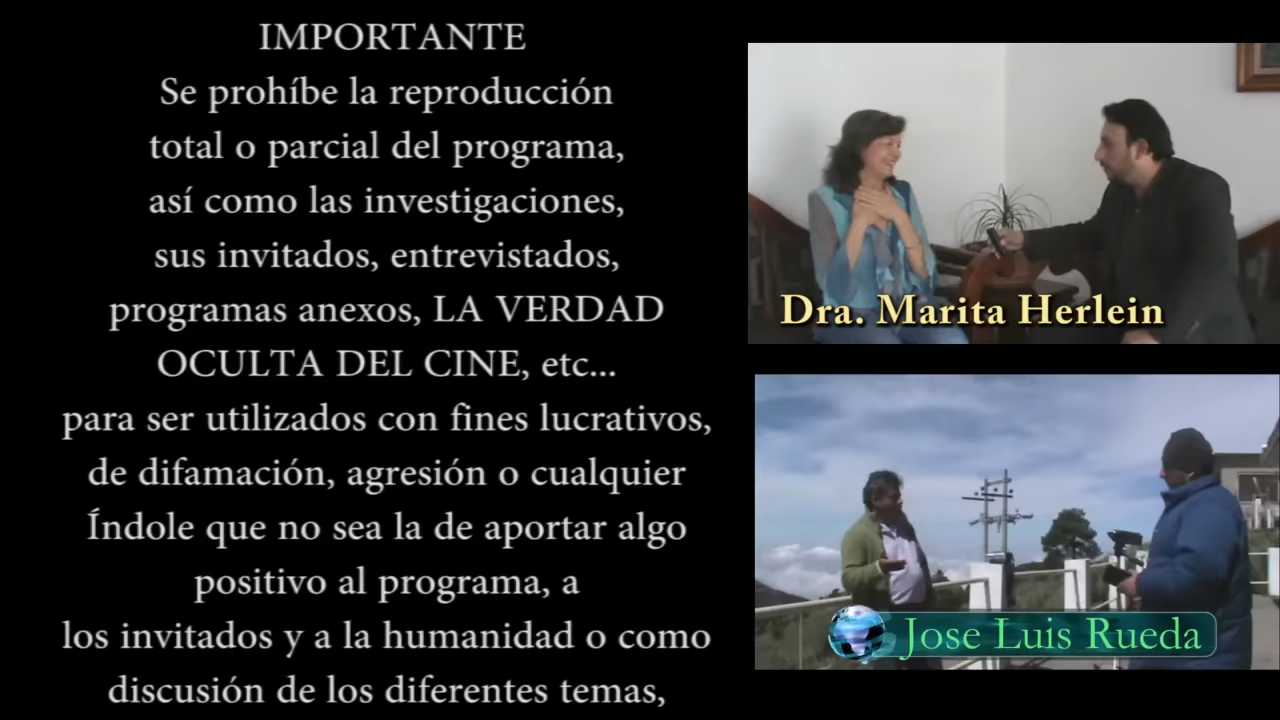 IMPORTANTE
Se prohíbe la reproducción
total o parcial del programa,
así como las investigaciones,
sus invitados, entrevistados,
programas anexos, LA VERDAD
OCULTA DEL CINE, etc...
para ser utilizados con fines lucrativos,
de difamación, agresión o cualquier
Índole que no sea la de aportar algo
positivo al programa, a
los invitados y a la humanidad o como
discusión de los diferentes temas,
Dra. Marita Herlein
Jose Luis Rueda